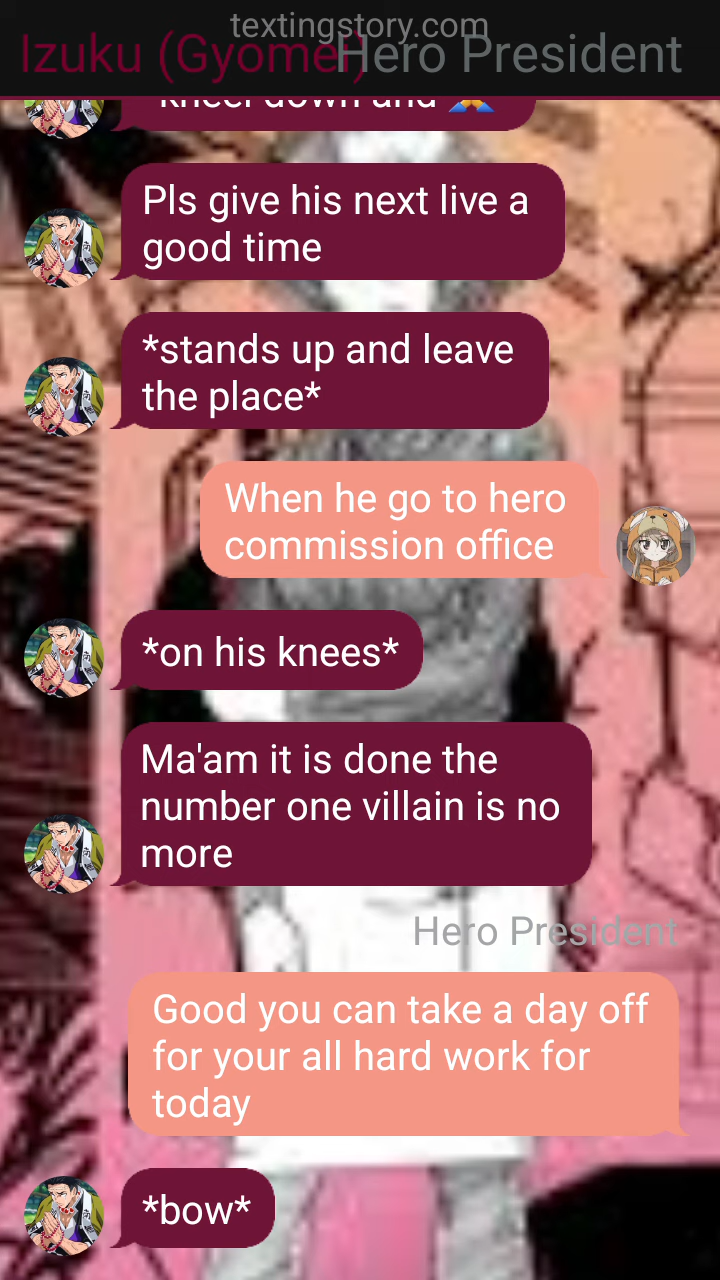 textingstory.com
Izuku (Gyomei)
Hero President
kneel down and 🙏
Pls give his next live a
good time
*stands up and leave
the place*
When he go to hero
commission office
*on his knees*
Ma'am it is done the
number one villain is no
more
Hero President
Good you can take a day off
for your all hard work for
today
*bow*